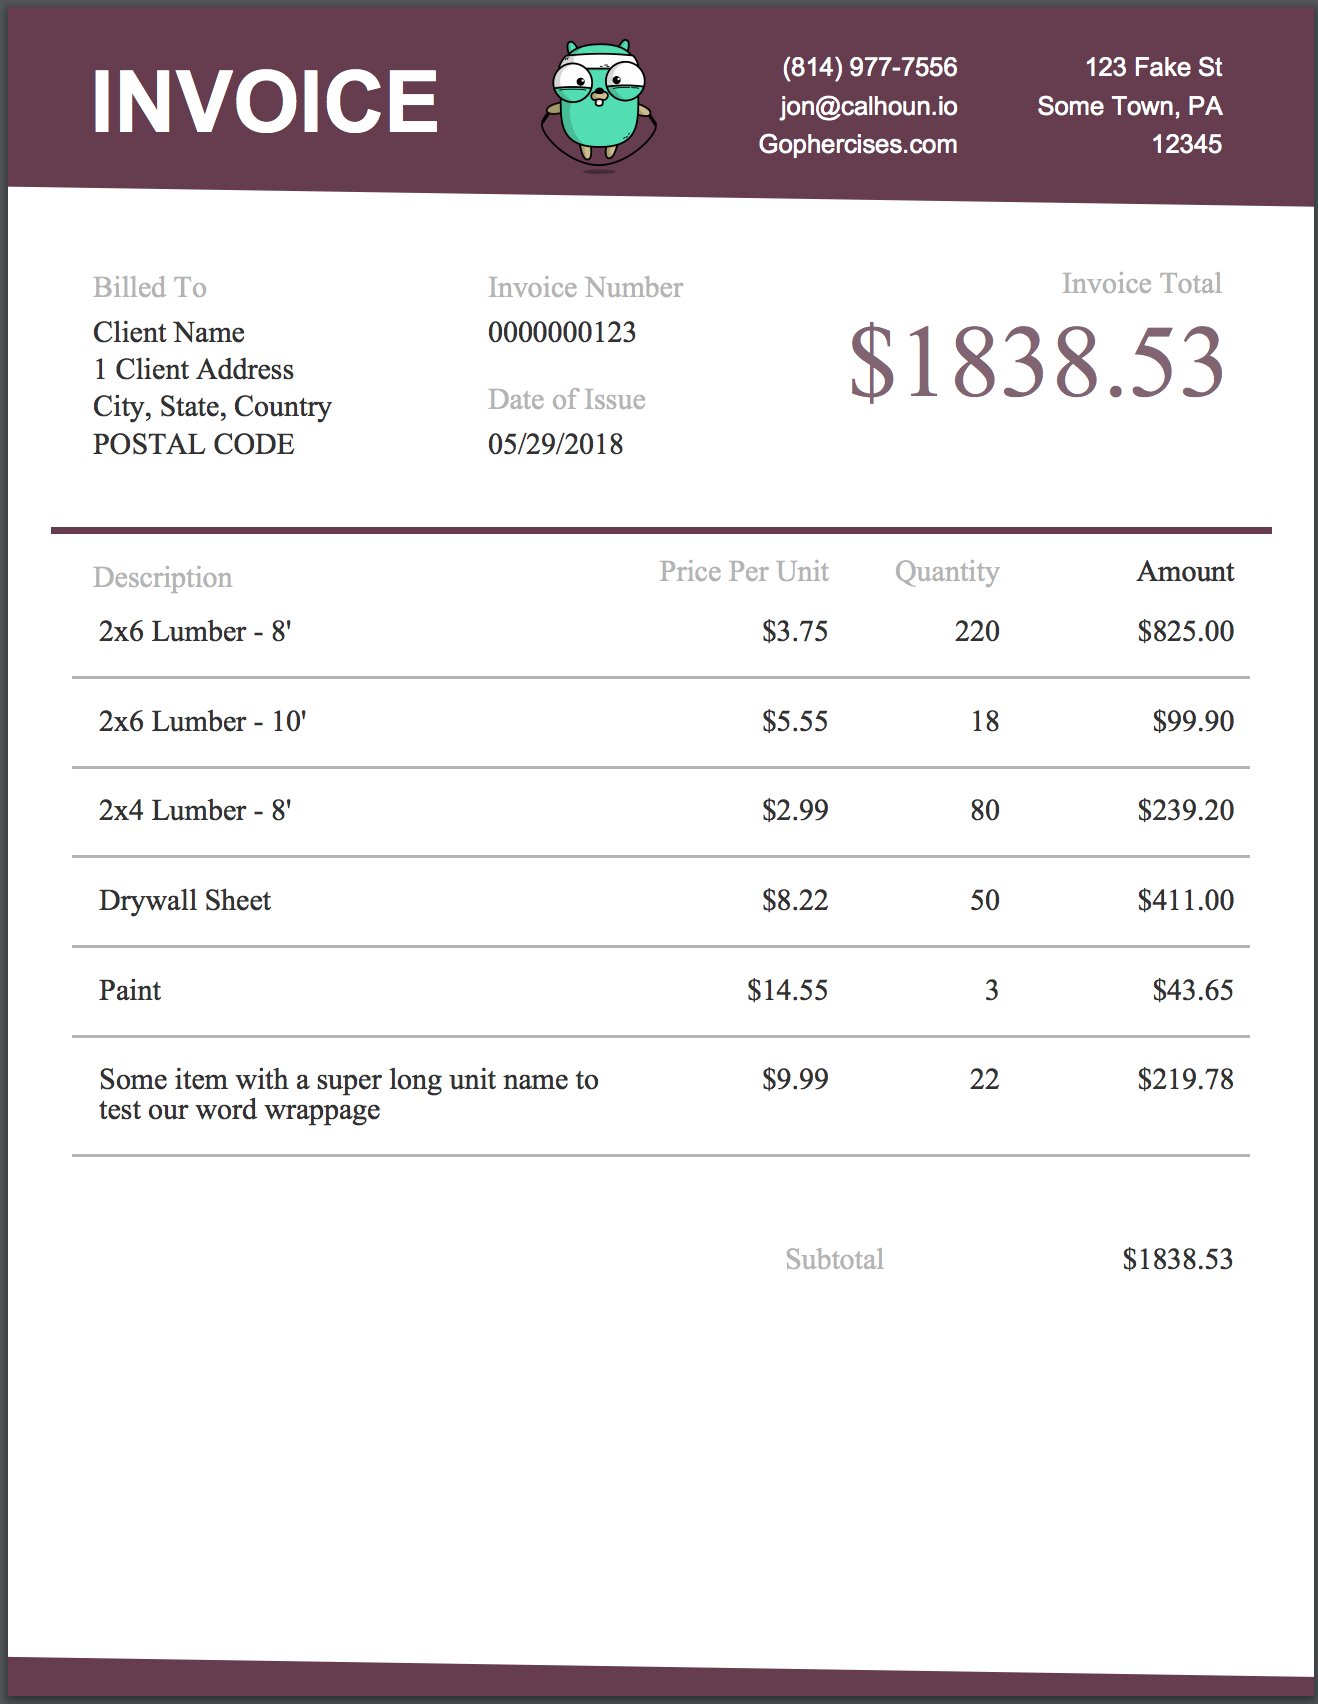 INVOICE
(814) 977-7556
jon@calhoun.io
Gophercises.com
123 Fake St
Some Town, PA
12345
Billed To
Client Name
1 Client Address
City, State, Country
POSTAL CODE
Invoice Number
0000000123
Date of Issue
05/29/2018
Invoice Total
$1838.53
Description Price Per Unit Quantity Amount
2x6 Lumber - 8' $3.75 220 $825.00
2x6 Lumber - 10' $5.55 18 $99.90
2x4 Lumber - 8' $2.99 80 $239.20
Drywall Sheet $8.22 50 $411.00
Paint $14.55 3 $43.65
Some item with a super long unit name to $9.99 22 $219.78
test our word wrappage
Subtotal $1838.53